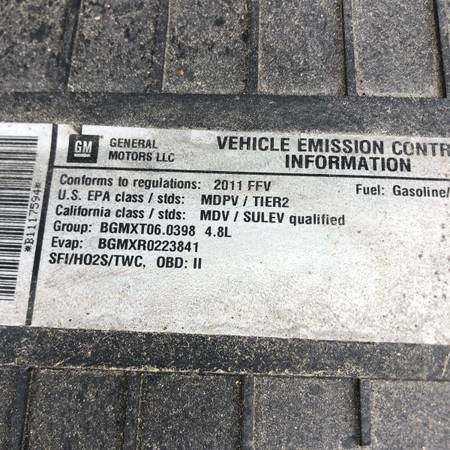 GM
GENERAL
MOTORS LLC
VEHICLE EMISSION CONTR
INFORMATION
Conforms to regulations: 2011 FFV
Fuel: Gasoline/
U.S. EPA class / stds: MDPV / TIER2
California class / stds: MDV / SULEV qualified
Group: BGMXT06.0398 4.8L
Evap: BGMXR0223841
SFI/HO2S/TWC, OBD: II
*B1117594*